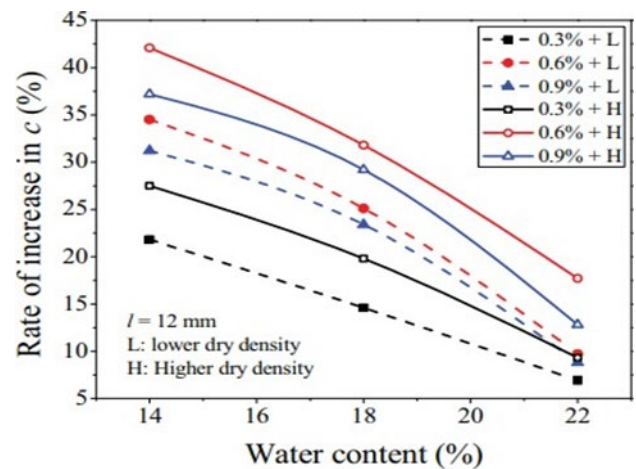 45
40
35
30
25
20
15
10
5
Rate of increase in c (%)
0.3% + L
0.6% + L
0.9% + L
0.3% + H
0.6% + H
0.9% + H
l = 12 mm
L: lower dry density
H: Higher dry density
14 16 18 20 22
Water content (%)